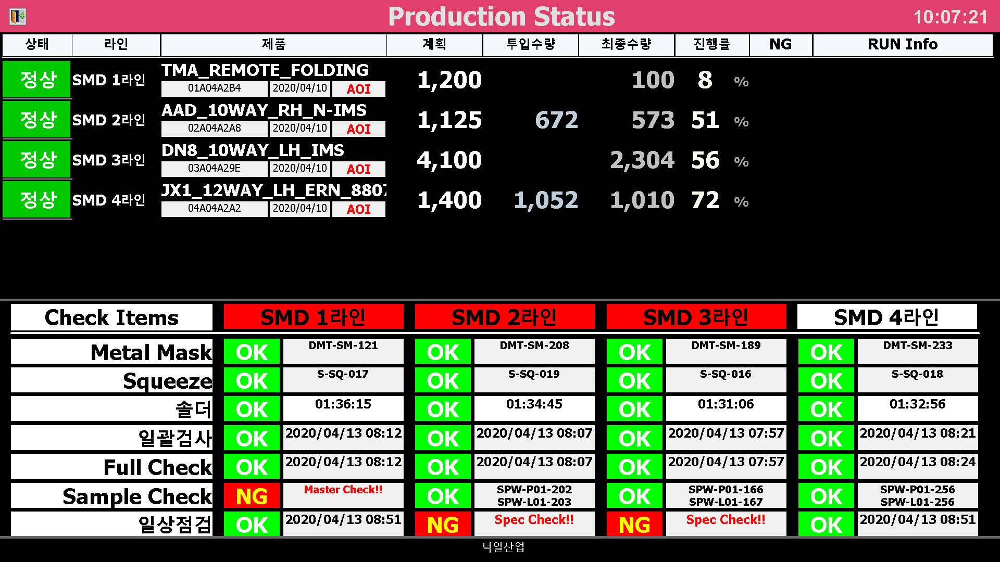 Production Status 10:07:21
상태 라인 제품 계획 투입수량 최종수량 진행률 NG RUN Info
정상 SMD 1라인 TMA_REMOTE_FOLDING 1,200 100 8 %
01A04A2B4 2020/04/10 AOI
정상 SMD 2라인 AAD_10WAY_RH_N-IMS 1,125 672 573 51 %
02A04A2A8 2020/04/10 AOI
정상 SMD 3라인 DN8_10WAY_LH_IMS 4,100 2,304 56 %
03A04A29E 2020/04/10 AOI
정상 SMD 4라인 JX1_12WAY_LH_ERN_8807 1,400 1,052 1,010 72 %
04A04A2A2 2020/04/10 AOI
Check Items SMD 1라인 SMD 2라인 SMD 3라인 SMD 4라인
Metal Mask OK DMT-SM-121 OK DMT-SM-208 OK DMT-SM-189 OK DMT-SM-233
Squeeze OK S-SQ-017 OK S-SQ-019 OK S-SQ-016 OK S-SQ-018
솔더 OK 01:36:15 OK 01:34:45 OK 01:31:06 OK 01:32:56
일괄검사 OK 2020/04/13 08:12 OK 2020/04/13 08:07 OK 2020/04/13 07:57 OK 2020/04/13 08:21
Full Check OK 2020/04/13 08:12 OK 2020/04/13 08:07 OK 2020/04/13 07:57 OK 2020/04/13 08:24
Sample Check NG Master Check!! OK SPW-P01-202 OK SPW-P01-166 OK SPW-P01-256
SPW-L01-203 SPW-L01-167 SPW-L01-256
일상점검 OK 2020/04/13 08:51 NG Spec Check!! NG Spec Check!! OK 2020/04/13 08:51
덕일산업